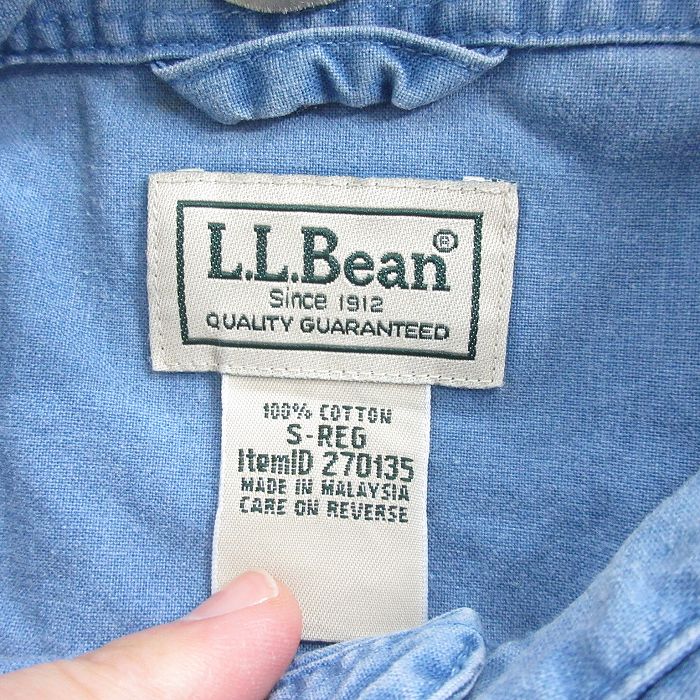 L.L.Bean®
Since 1912
QUALITY GUARANTEED
100% COTTON
S-REG
ItemID 270135
MADE IN MALAYSIA
CARE ON REVERSE